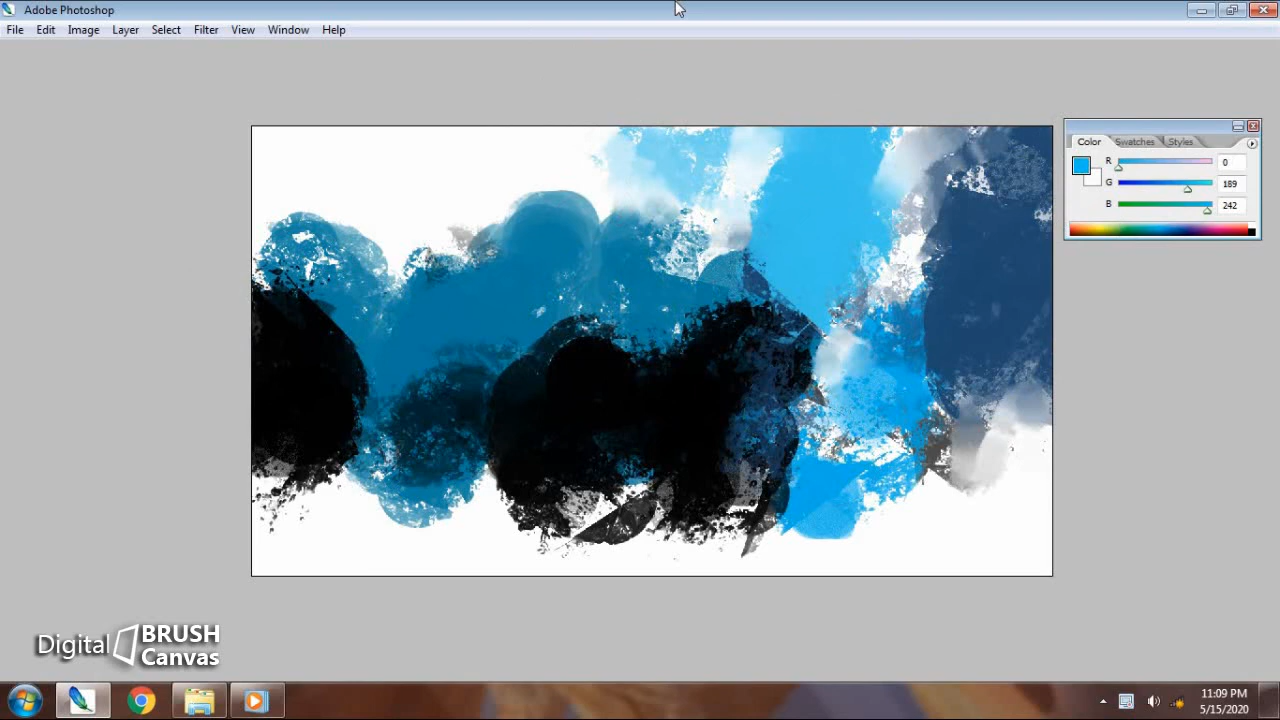 Adobe Photoshop
File Edit Image Layer Select Filter View Window Help
Color Swatches Styles
R 0
G 189
B 242
Digital BRUSH
Canvas
11:09 PM
5/15/2020